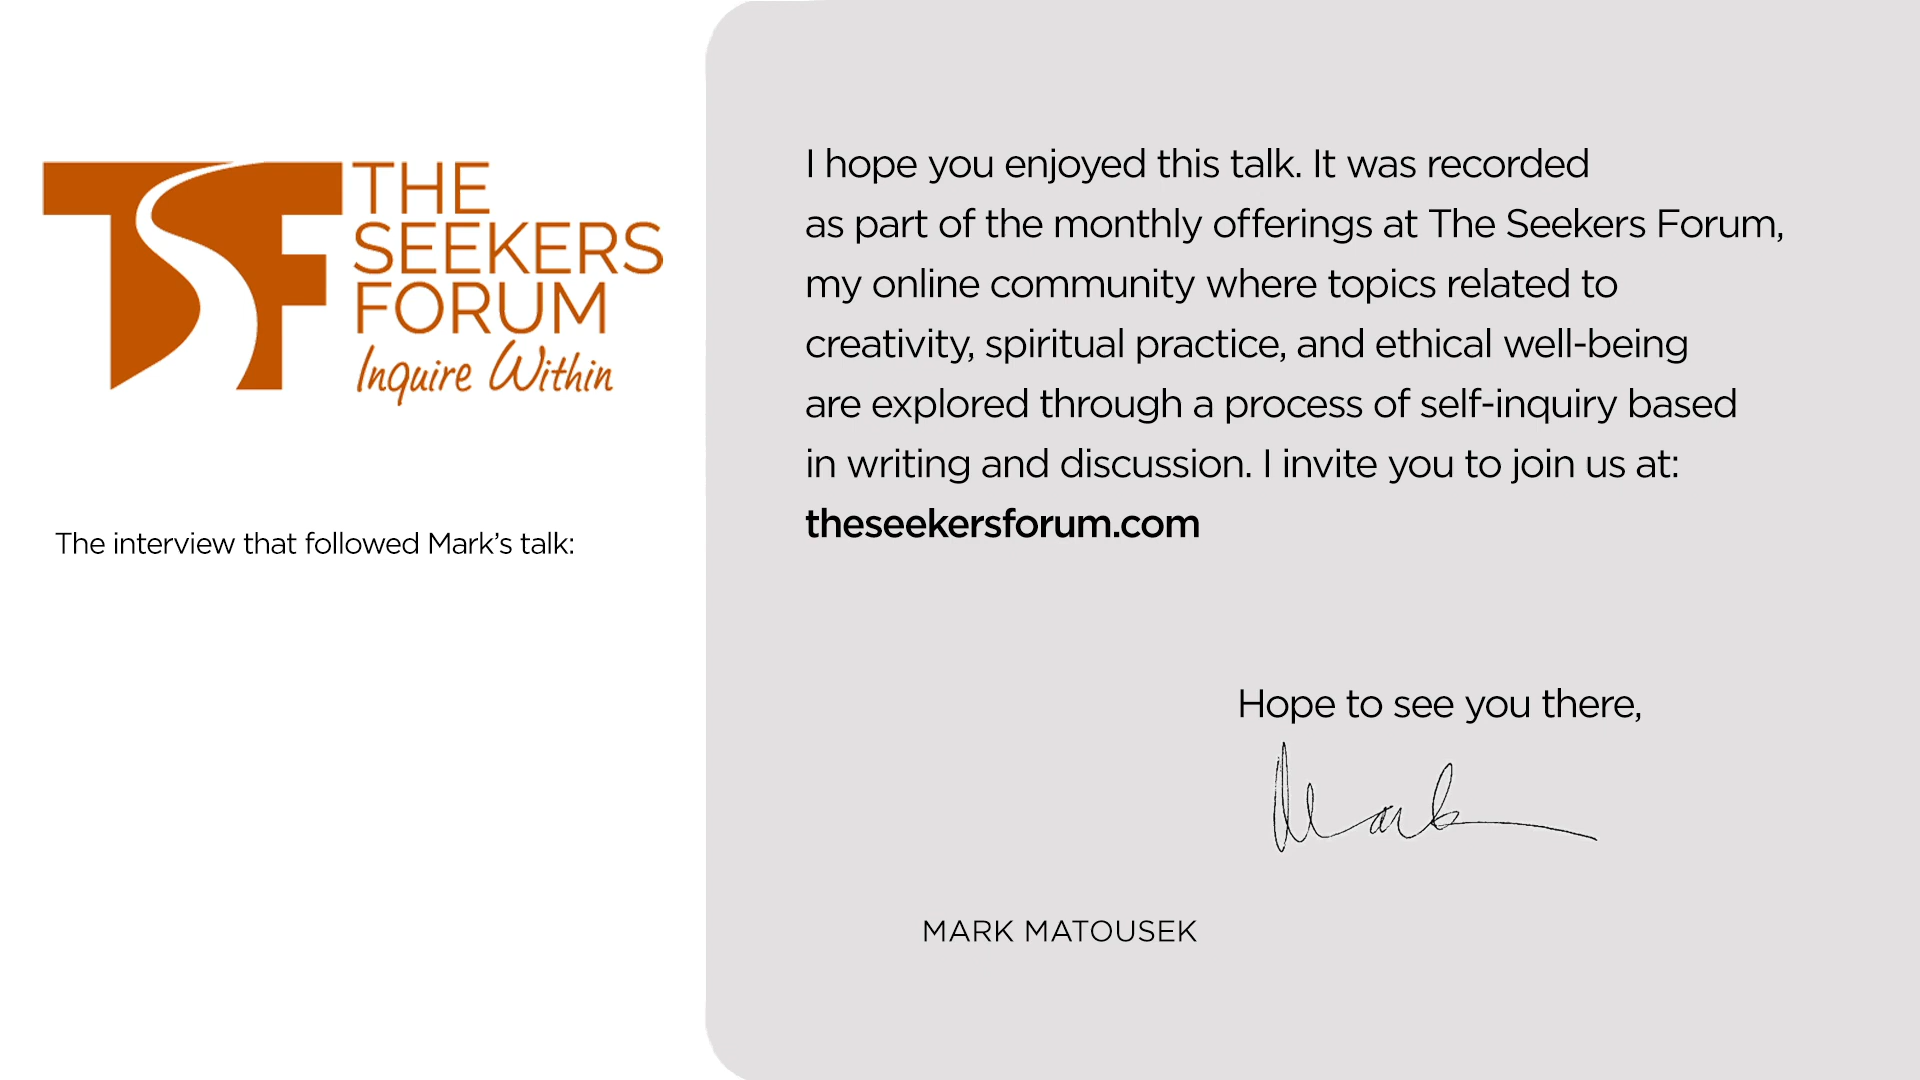 TSF
THE
SEEKERS
FORUM
Inquire Within
The interview that followed Mark’s talk:
I hope you enjoyed this talk. It was recorded
as part of the monthly offerings at The Seekers Forum,
my online community where topics related to
creativity, spiritual practice, and ethical well-being
are explored through a process of self-inquiry based
in writing and discussion. I invite you to join us at:
theseekersforum.com
Hope to see you there,
Mark
MARK MATOUSEK